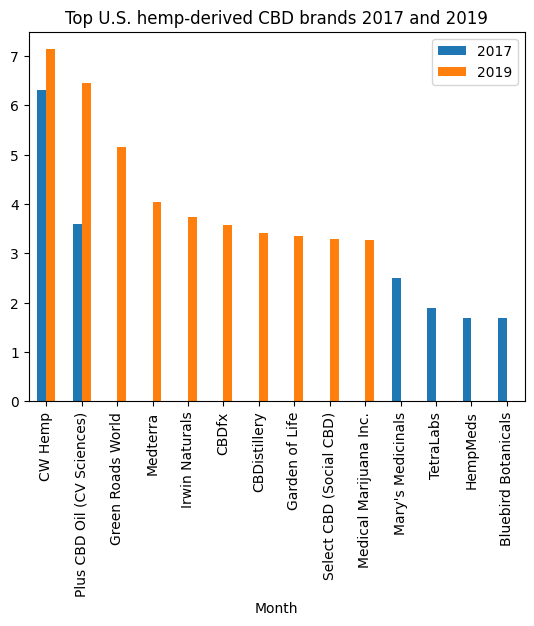 Top U.S. hemp-derived CBD brands 2017 and 2019
2017
2019
7
6
5
4
3
2
1
0
CW Hemp
Plus CBD Oil (CV Sciences)
Green Roads World
Medterra
Irwin Naturals
CBDfx
CBDistillery
Garden of Life
Select CBD (Social CBD)
Medical Marijuana Inc.
Mary's Medicinals
TetraLabs
HempMeds
Bluebird Botanicals
Month